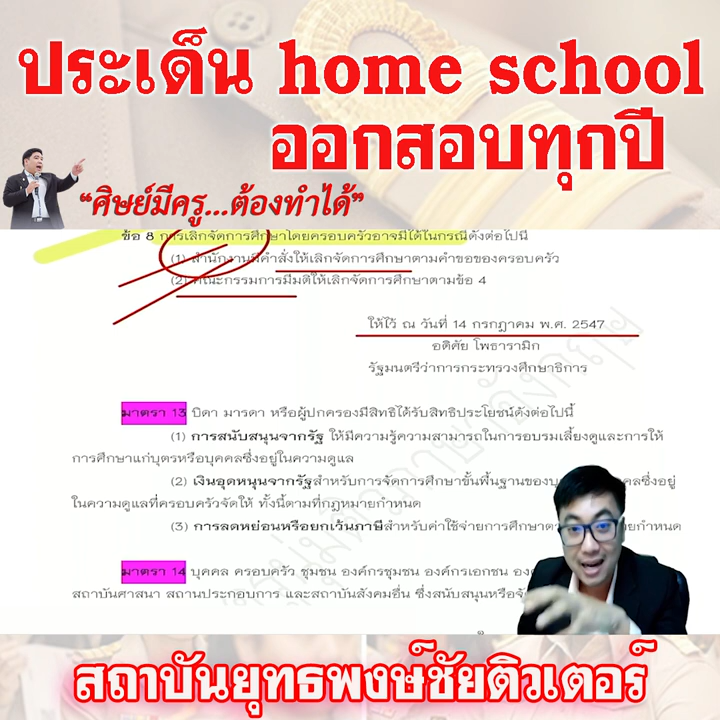 ประเด็น home school
ออกสอบทุกปี
“ศิษย์มีครู...ต้องทำได้”
ข้อ 8 การเลิกจัดการศึกษาโดยครอบครัวอาจมีได้ในกรณีดังต่อไปนี้
(1) สำนักงานมีคำสั่งให้เลิกจัดการศึกษาตามคำขอของครอบครัว
(2) คณะกรรมการมีมติให้เลิกจัดการศึกษาตามข้อ 4
ให้ไว้ ณ วันที่ 14 กรกฎาคม พ.ศ. 2547
อดิศัย โพธารามิก
รัฐมนตรีว่าการกระทรวงศึกษาธิการ
มาตรา 13 บิดา มารดา หรือผู้ปกครองมีสิทธิได้รับสิทธิประโยชน์ดังต่อไปนี้
(1) การสนับสนุนจากรัฐ ให้มีความรู้ความสามารถในการอบรมเลี้ยงดูและการให้
การศึกษาแก่บุตรหรือบุคคลซึ่งอยู่ในความดูแล
(2) เงินอุดหนุนจากรัฐสำหรับการจัดการศึกษาขั้นพื้นฐานของ คคลซึ่งอยู่
ในความดูแลที่ครอบครัวจัดให้ ทั้งนี้ตามที่กฎหมายกำหนด
(3) การลดหย่อนหรือยกเว้นภาษีสำหรับค่าใช้จ่ายการศึกษา ยกำหนด
มาตรา 14 บุคคล ครอบครัว ชุมชน องค์กรชุมชน องค์กรเอกชน
สถาบันศาสนา สถานประกอบการ และสถาบันสังคมอื่น ซึ่งสนับสนุนหรือ
สถาบันยุทธพงษ์ชัยติวเตอร์